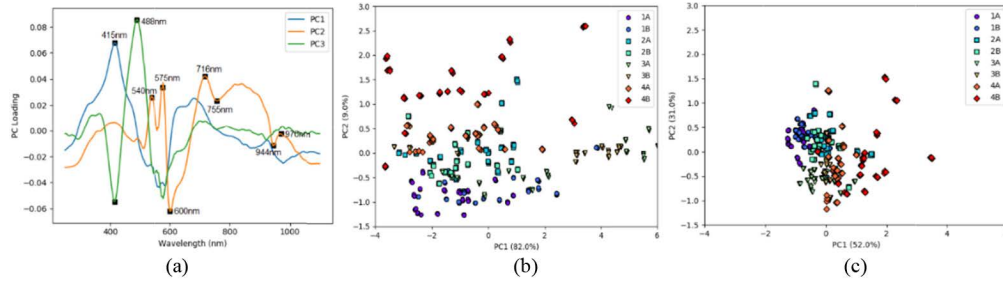 PC1
PC2
PC3
0.08
0.06
0.04
0.02
0.00
-0.02
-0.04
-0.06
PC Loading
415nm
488nm
540nm
575nm
600nm
716nm
755nm
944nm
970nm
400
600
800
1000
Wavelength (nm)
(a)
3.0
2.5
2.0
1.5
1.0
0.5
0.0
-0.5
-1.0
-1.5
PC2 (9.0%)
1A
1B
2A
2B
3A
3B
4A
4B
-4
-2
0
2
4
6
PC1 (82.0%)
(b)
3.0
2.5
2.0
1.5
1.0
0.5
0.0
-0.5
-1.0
-1.5
PC2 (31.0%)
1A
1B
2A
2B
3A
3B
4A
4B
-4
-2
0
2
4
PC1 (52.0%)
(c)